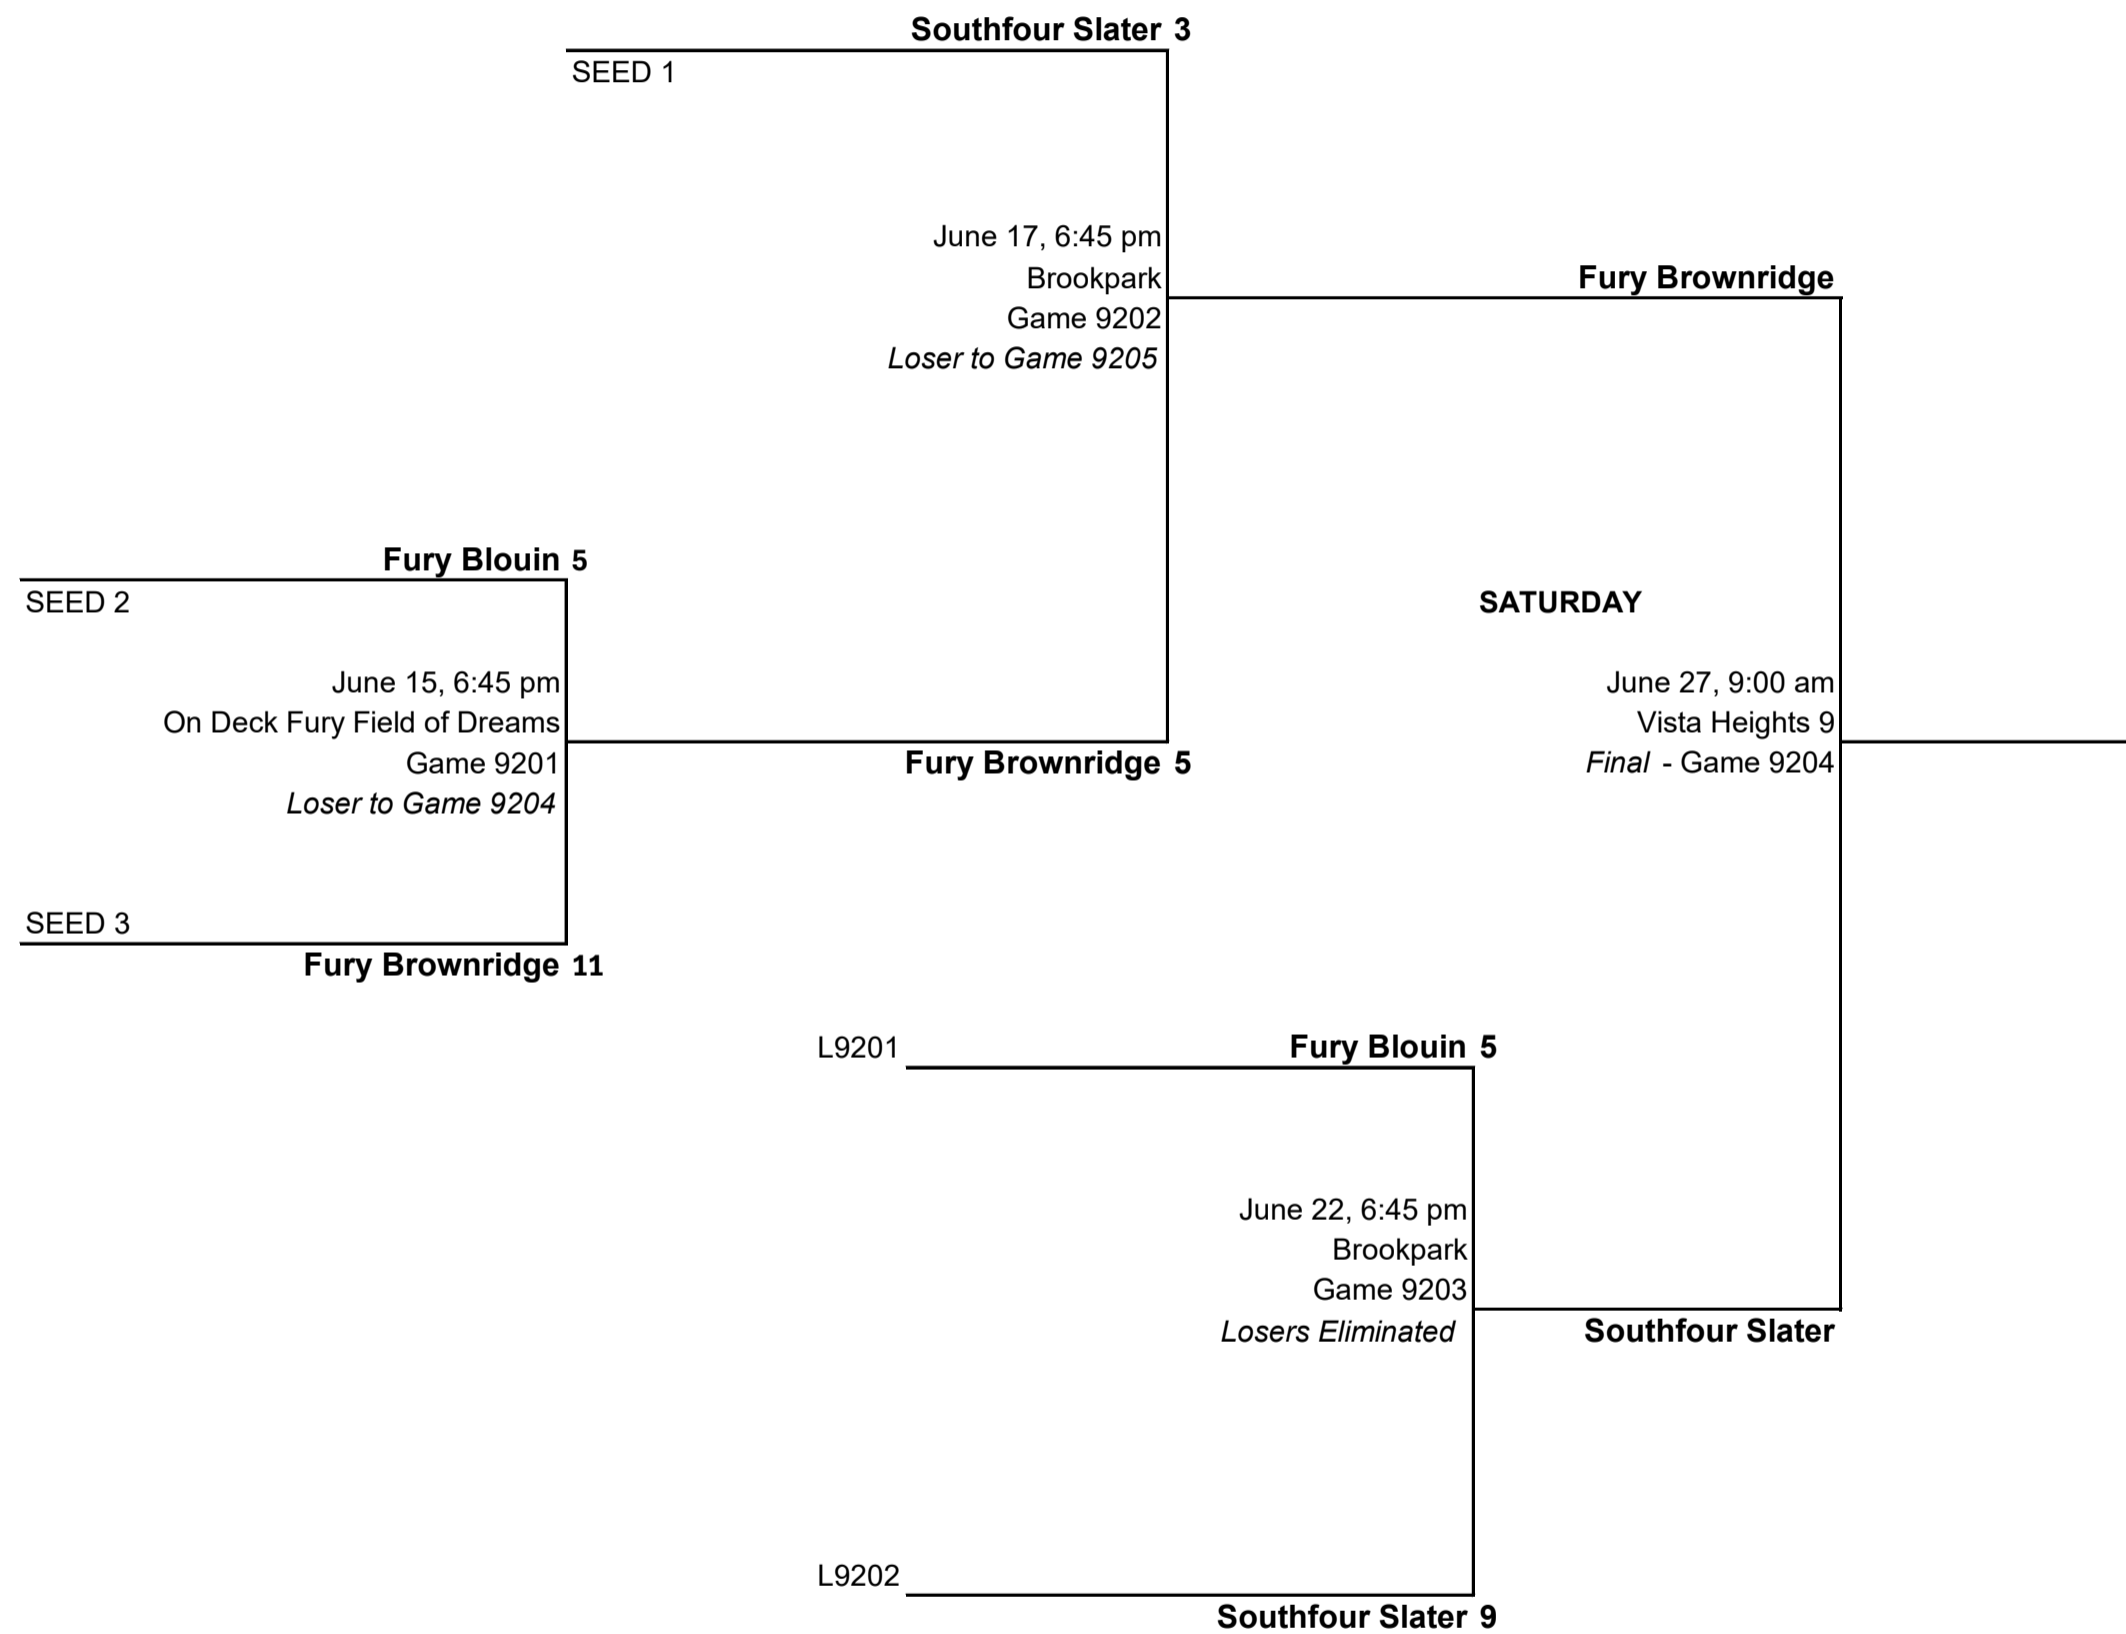 Southfour Slater 3
SEED 1
June 17, 6:45 pm
Brookpark
Game 9202
Loser to Game 9205
Fury Brownridge
Fury Blouin 5
SEED 2
SATURDAY
June 15, 6:45 pm
On Deck Fury Field of Dreams
Game 9201
Loser to Game 9204
Fury Brownridge 5
June 27, 9:00 am
Vista Heights 9
Final - Game 9204
SEED 3
Fury Brownridge 11
L9201
Fury Blouin 5
June 22, 6:45 pm
Brookpark
Game 9203
Losers Eliminated
Southfour Slater
L9202
Southfour Slater 9